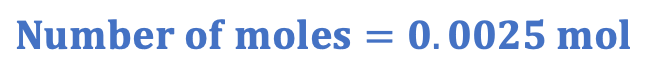 Number of moles = 0.0025 mol